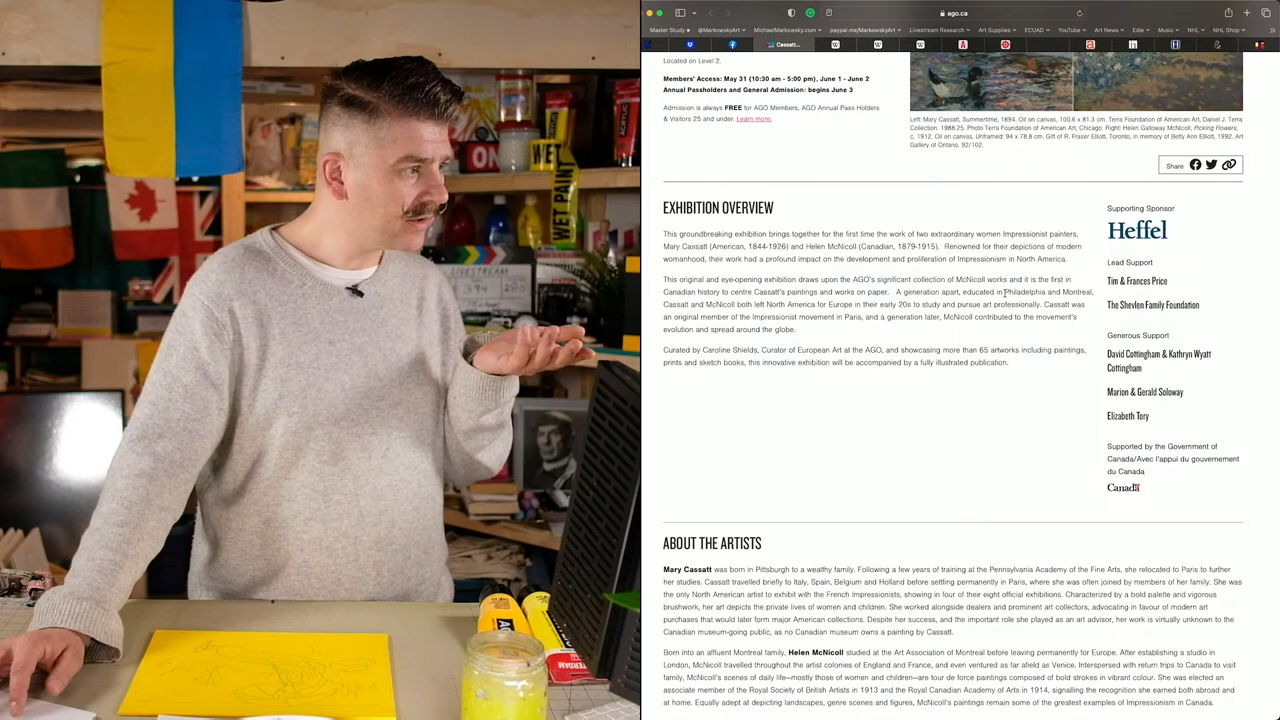 ago.ca
Master Study
@MarkowskyArt
MichaelMarkowsky.com
paypal.me/MarkowskyArt
Livestream Research
Art Supplies
ECUAD
YouTube
Art News
Edie
Music
NHL
NHL Shop
Cassatt...
Located on Level 2.
Members' Access: May 31 (10:30 am - 5:00 pm), June 1 - June 2
Annual Passholders and General Admission: begins June 3
Admission is always FREE for AGO Members, AGO Annual Pass Holders
& Visitors 25 and under. Learn more.
Left: Mary Cassatt, Summertime, 1894. Oil on canvas, 100.6 x 81.3 cm. Terra Foundation of American Art, Daniel J. Terra
Collection. 1988.25. Photo Terra Foundation of American Art, Chicago. Right: Helen Galloway McNicoll, Picking Flowers,
c. 1912. Oil on canvas, Unframed: 94 x 78.8 cm. Gift of R. Fraser Elliott, Toronto, in memory of Betty Ann Elliott, 1992. Art
Gallery of Ontario. 92/102.
Share
EXHIBITION OVERVIEW
This groundbreaking exhibition brings together for the first time the work of two extraordinary women Impressionist painters,
Mary Cassatt (American, 1844-1926) and Helen McNicoll (Canadian, 1879-1915). Renowned for their depictions of modern
womanhood, their work had a profound impact on the development and proliferation of Impressionism in North America.
This original and eye-opening exhibition draws upon the AGO's significant collection of McNicoll works and it is the first in
Canadian history to centre Cassatt's paintings and works on paper. A generation apart, educated in Philadelphia and Montreal,
Cassatt and McNicoll both left North America for Europe in their early 20s to study and pursue art professionally. Cassatt was
an original member of the Impressionist movement in Paris, and a generation later, McNicoll contributed to the movement's
evolution and spread around the globe.
Curated by Caroline Shields, Curator of European Art at the AGO, and showcasing more than 65 artworks including paintings,
prints and sketch books, this innovative exhibition will be accompanied by a fully illustrated publication.
Supporting Sponsor
Heffel
Lead Support
Tim & Frances Price
The Shevlen Family Foundation
Generous Support
David Cottingham & Kathryn Wyatt
Cottingham
Marion & Gerald Soloway
Elizabeth Tory
Supported by the Government of
Canada/Avec l'appui du gouvernement
du Canada
Canada
ABOUT THE ARTISTS
Mary Cassatt was born in Pittsburgh to a wealthy family. Following a few years of training at the Pennsylvania Academy of the Fine Arts, she relocated to Paris to further
her studies. Cassatt travelled briefly to Italy, Spain, Belgium and Holland before settling permanently in Paris, where she was often joined by members of her family. She was
the only North American artist to exhibit with the French Impressionists, showing in four of their eight official exhibitions. Characterized by a bold palette and vigorous
brushwork, her art depicts the private lives of women and children. She worked alongside dealers and prominent art collectors, advocating in favour of modern art
purchases that would later form major American collections. Despite her success, and the important role she played as an art advisor, her work is virtually unknown to the
Canadian museum-going public, as no Canadian museum owns a painting by Cassatt.
Born into an affluent Montreal family, Helen McNicoll studied at the Art Association of Montreal before leaving permanently for Europe. After establishing a studio in
London, McNicoll travelled throughout the artist colonies of England and France, and even ventured as far afield as Venice. Interspersed with return trips to Canada to visit
family, McNicoll's scenes of daily life—mostly those of women and children—are tour de force paintings composed of bold strokes in vibrant colour. She was elected an
associate member of the Royal Society of British Artists in 1913 and the Royal Canadian Academy of Arts in 1914, signalling the recognition she earned both abroad and
at home. Equally adept at depicting landscapes, genre scenes and figures, McNicoll's paintings remain some of the greatest examples of Impressionism in Canada.
WET PAINT
ACRYLIC
ON
LIVESTREAM